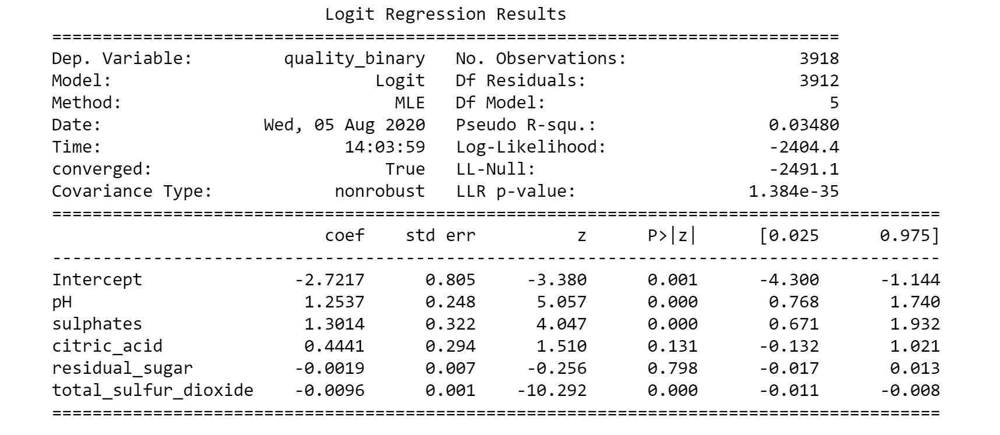 Logit Regression Results
==============================================================================
Dep. Variable: quality_binary No. Observations: 3918
Model: Logit Df Residuals: 3912
Method: MLE Df Model: 5
Date: Wed, 05 Aug 2020 Pseudo R-squ.: 0.03480
Time: 14:03:59 Log-Likelihood: -2404.4
converged: True LL-Null: -2491.1
Covariance Type: nonrobust LLR p-value: 1.384e-35
========================================================================================
coef std err z P>|z| [0.025 0.975]
----------------------------------------------------------------------------------------
Intercept -2.7217 0.805 -3.380 0.001 -4.300 -1.144
pH 1.2537 0.248 5.057 0.000 0.768 1.740
sulphates 1.3014 0.322 4.047 0.000 0.671 1.932
citric_acid 0.4441 0.294 1.510 0.131 -0.132 1.021
residual_sugar -0.0019 0.007 -0.256 0.798 -0.017 0.013
total_sulfur_dioxide -0.0096 0.001 -10.292 0.000 -0.011 -0.008
========================================================================================